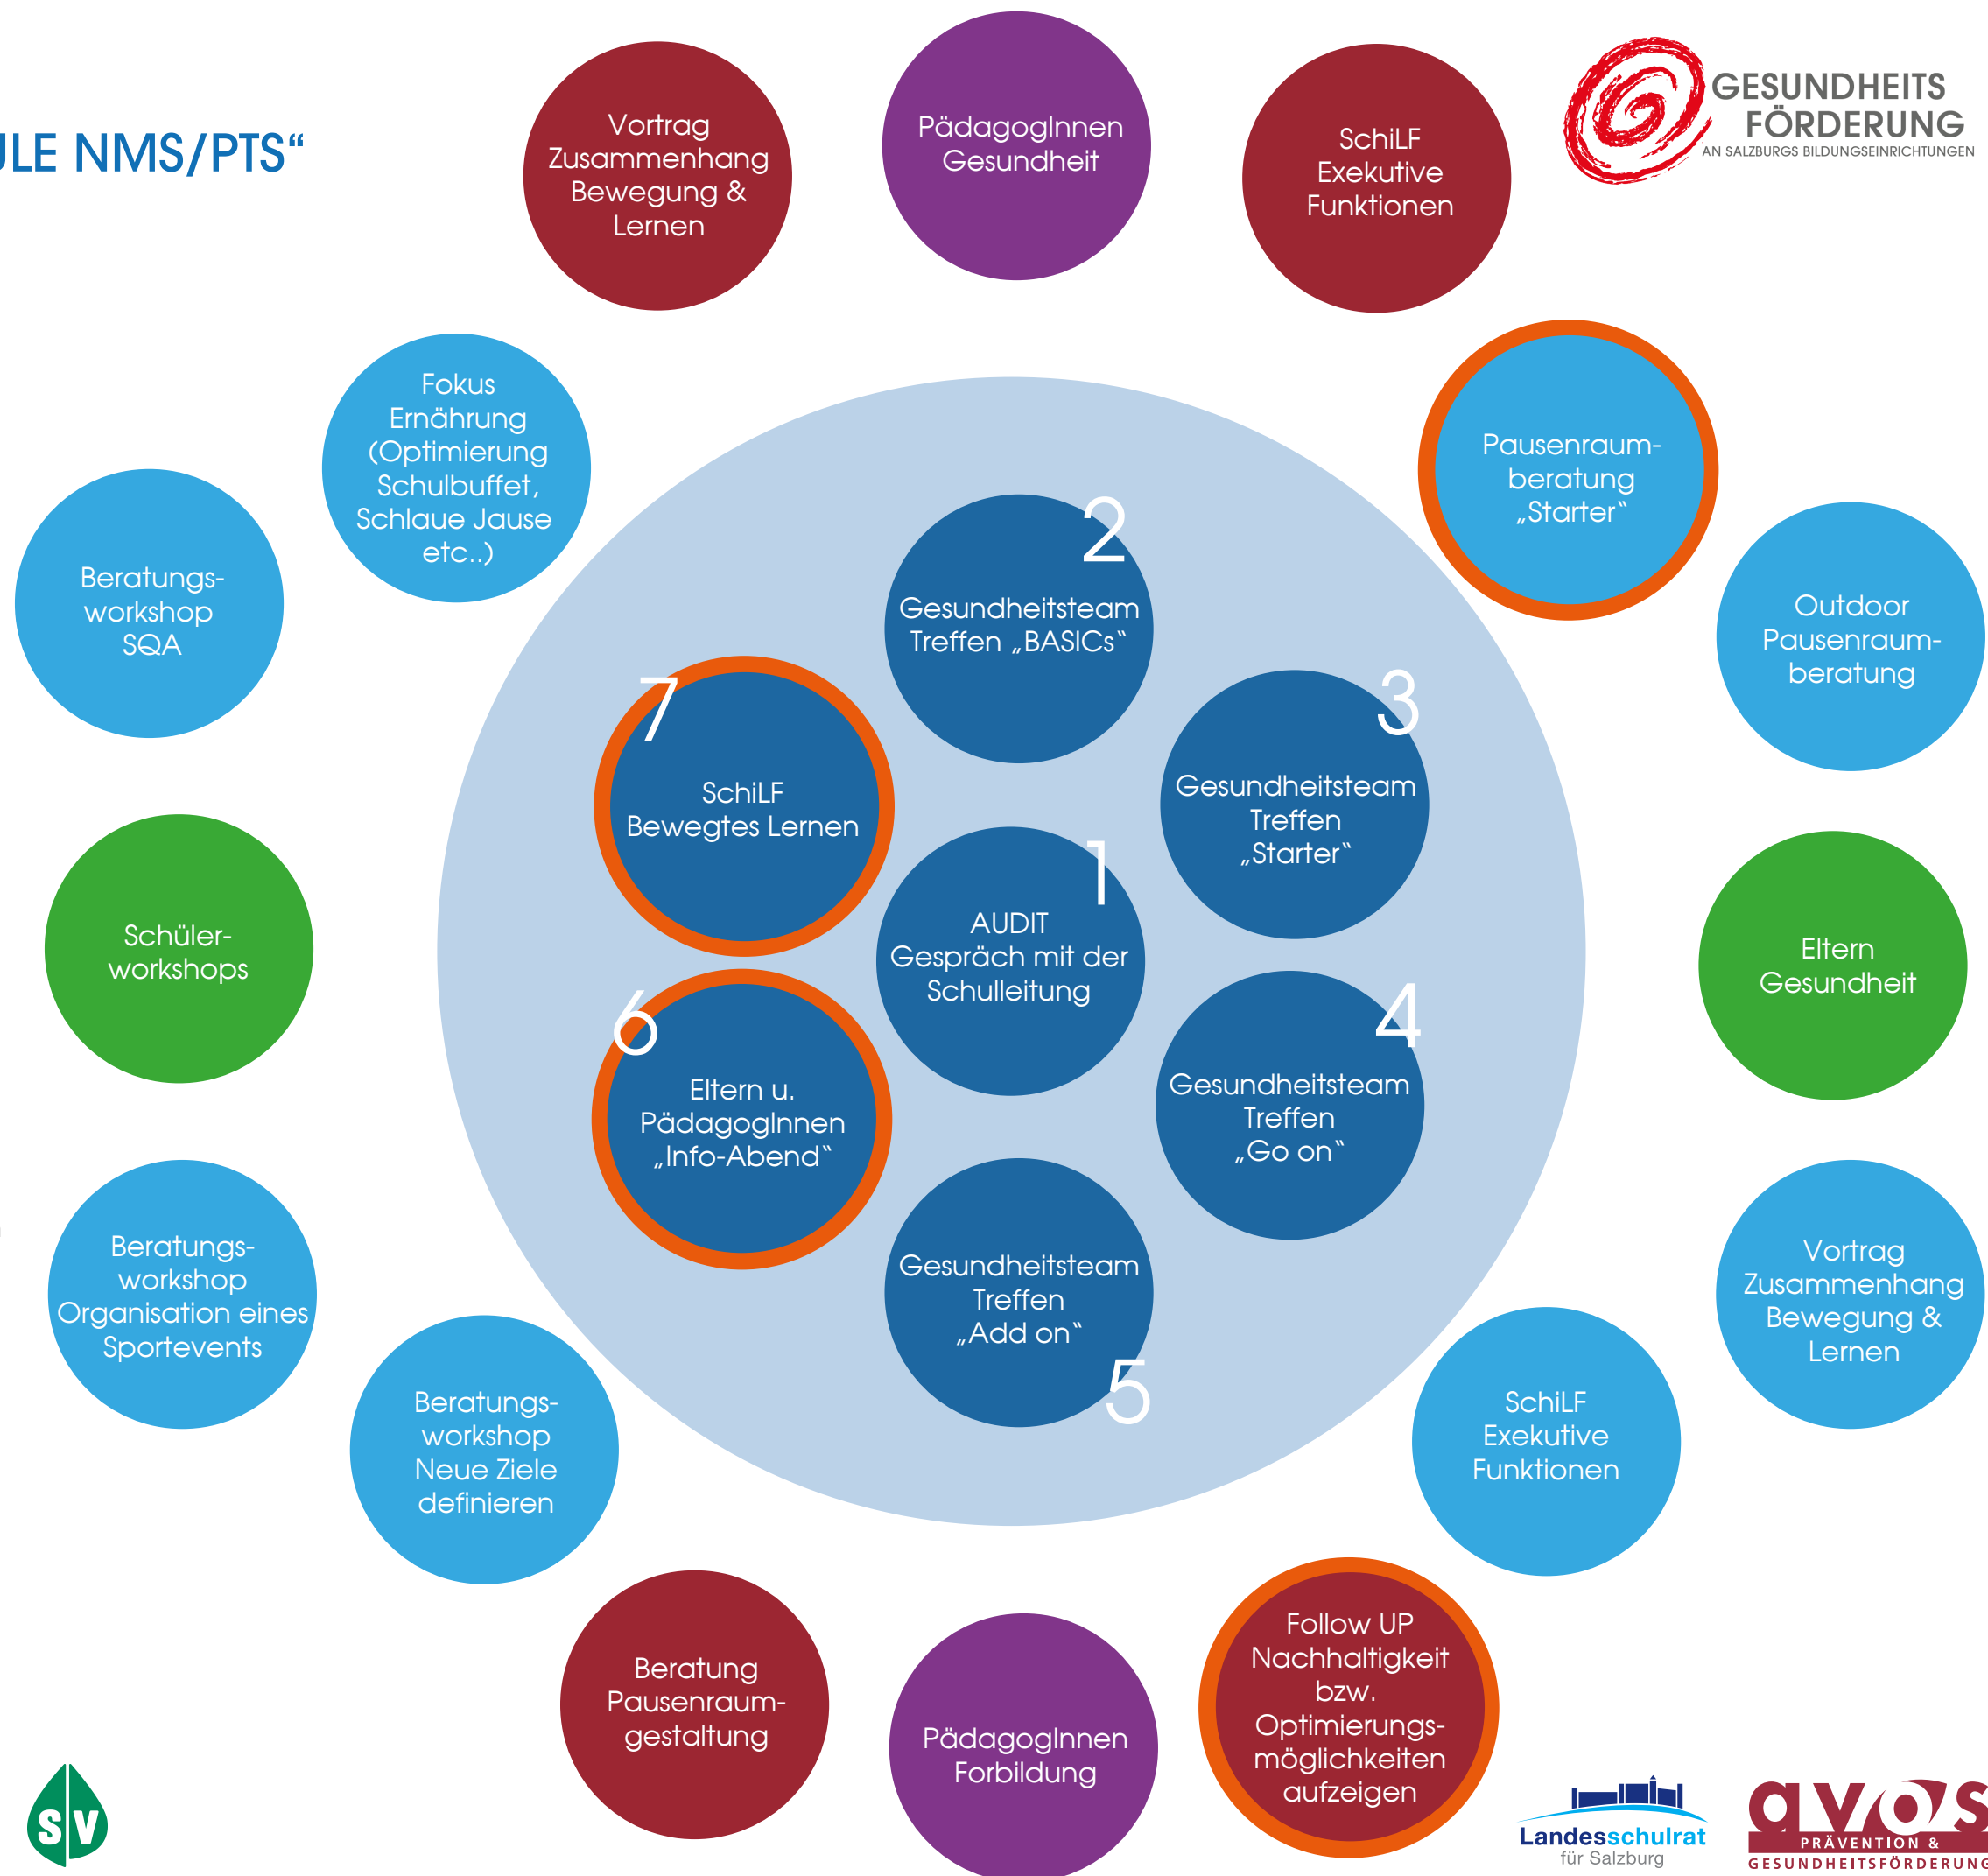 ULE NMS/PTS“
GESUNDHEITS
FÖRDERUNG
AN SALZBURGS BILDUNGSEINRICHTUNGEN
Vortrag
Zusammenhang
Bewegung &
Lernen
PädagogInnen
Gesundheit
SchiLF
Exekutive
Funktionen
Fokus
Ernährung
(Optimierung
Schulbuffet,
Schlaue Jause
etc..)
Pausenraum-
beratung
„Starter“
Beratungs-
workshop
SQA
Outdoor
Pausenraum-
beratung
2
Gesundheitsteam
Treffen „BASICs“
7
SchiLF
Bewegtes Lernen
3
Gesundheitsteam
Treffen
„Starter“
1
AUDIT
Gespräch mit der
Schulleitung
Schüler-
workshops
Eltern
Gesundheit
6
Eltern u.
PädagogInnen
„Info-Abend“
4
Gesundheitsteam
Treffen
„Go on“
Gesundheitsteam
Treffen
„Add on“
5
Beratungs-
workshop
Organisation eines
Sportevents
Vortrag
Zusammenhang
Bewegung &
Lernen
Beratungs-
workshop
Neue Ziele
definieren
SchiLF
Exekutive
Funktionen
Beratung
Pausenraum-
gestaltung
PädagogInnen
Forbildung
Follow UP
Nachhaltigkeit
bzw.
Optimierungs-
möglichkeiten
aufzeigen
SV
Landesschulrat
für Salzburg
avos
PRÄVENTION &
GESUNDHEITSFÖRDERUNG